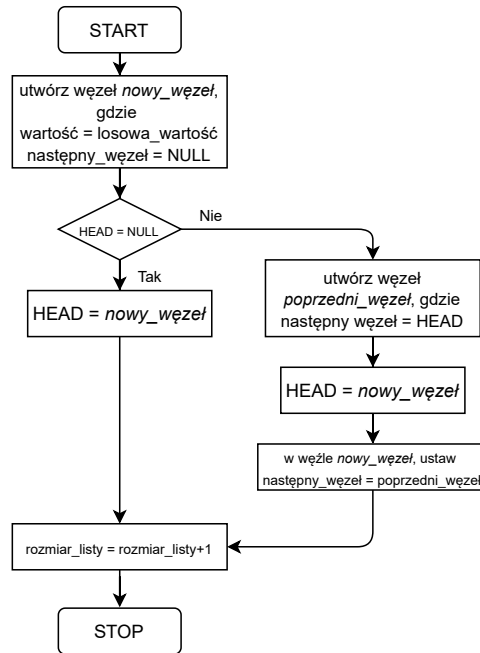 START
utwórz węzeł nowy_węzeł,
gdzie
wartość = losowa_wartość
następny_węzeł = NULL
HEAD = NULL
Nie
Tak
HEAD = nowy_węzeł
utwórz węzeł
poprzedni_węzeł, gdzie
następny węzeł = HEAD
HEAD = nowy_węzeł
w węźle nowy_węzeł, ustaw
następny_węzeł = poprzedni_węzeł
rozmiar_listy = rozmiar_listy+1
STOP